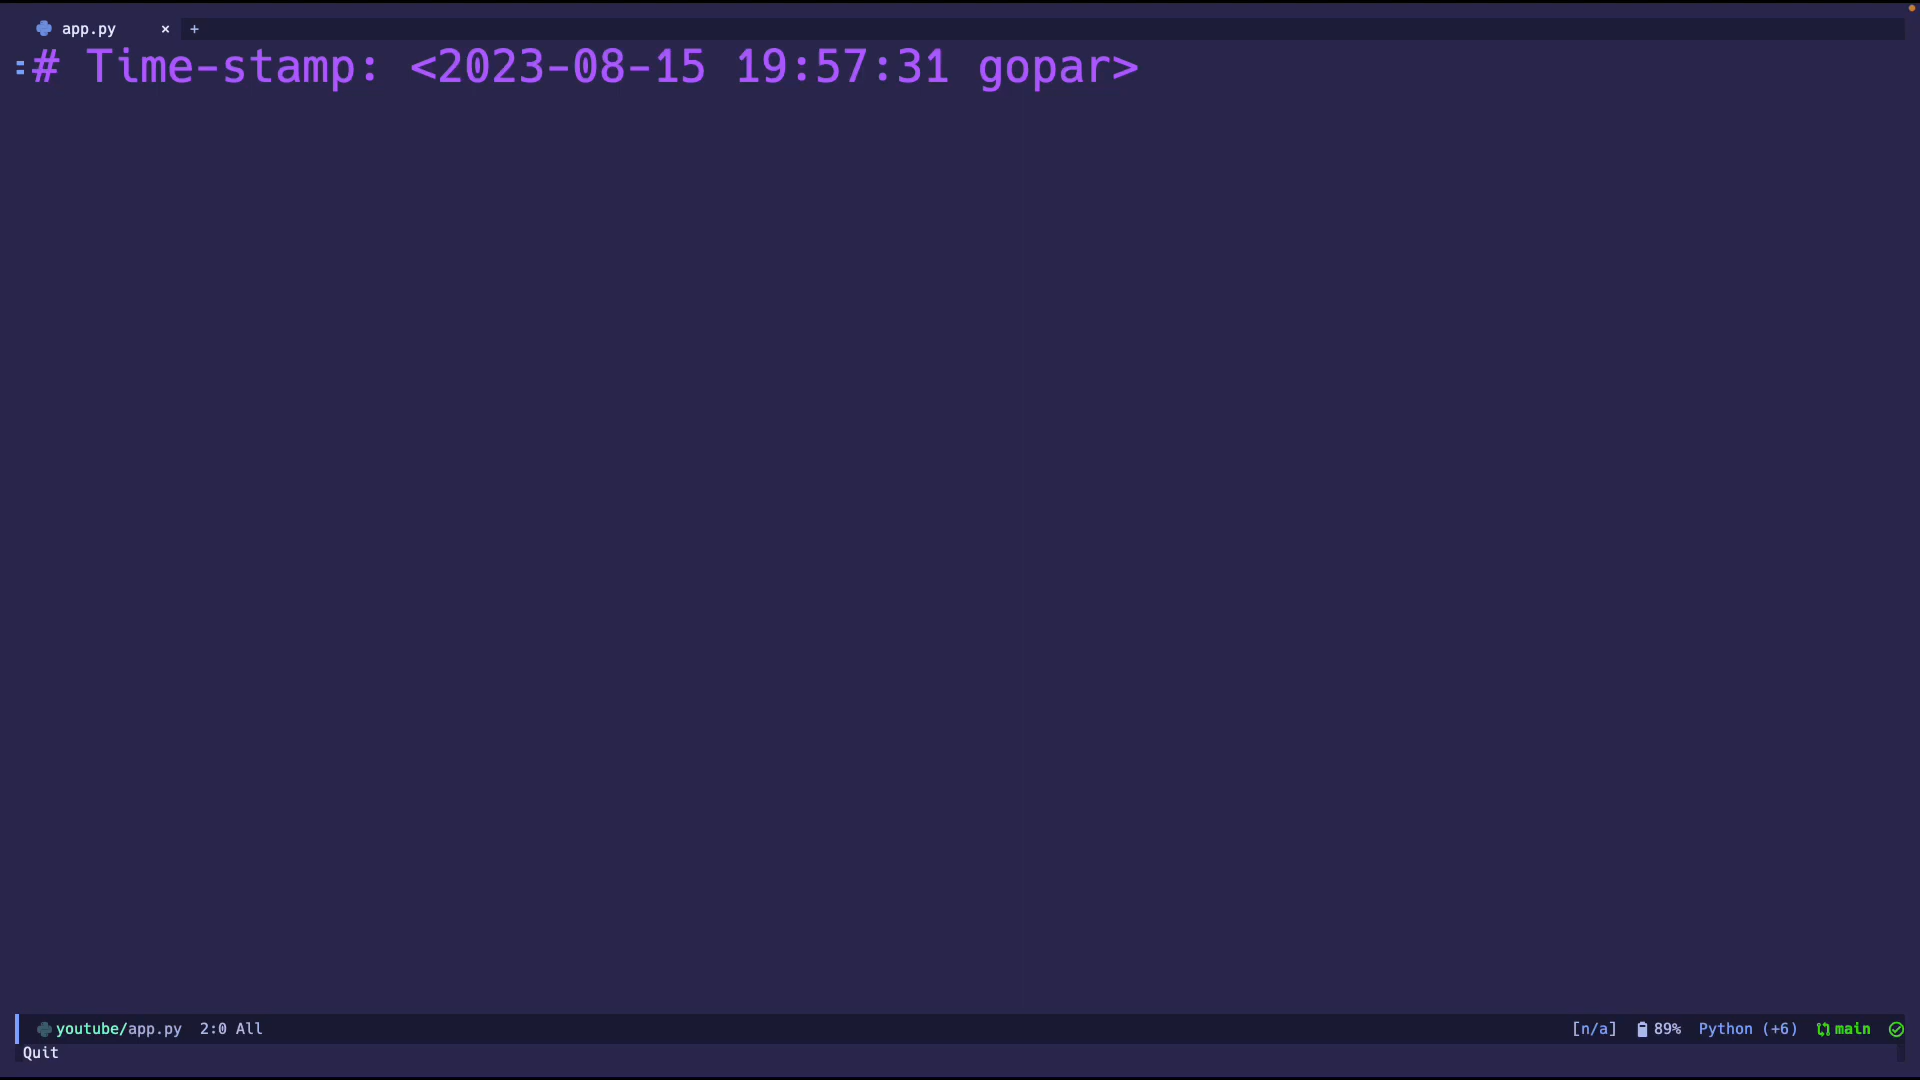 app.py × +
# Time-stamp: <2023-08-15 19:57:31 gopar>
youtube/app.py 2:0 All [n/a] 89% Python (+6) main
Quit